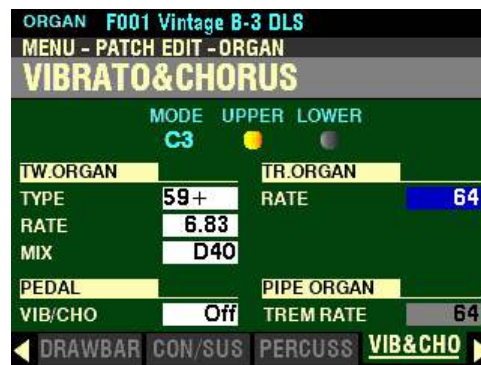 ORGAN F001 Vintage B-3 DLS
MENU - PATCH EDIT - ORGAN
VIBRATO&CHORUS
MODE UPPER LOWER
C3
TW.ORGAN TR.ORGAN
TYPE 59+ RATE 64
RATE 6.83
MIX D40
PEDAL PIPE ORGAN
VIB/CHO Off TREM RATE 64
DRAWBAR CON/SUS PERCUSS VIB&CHO